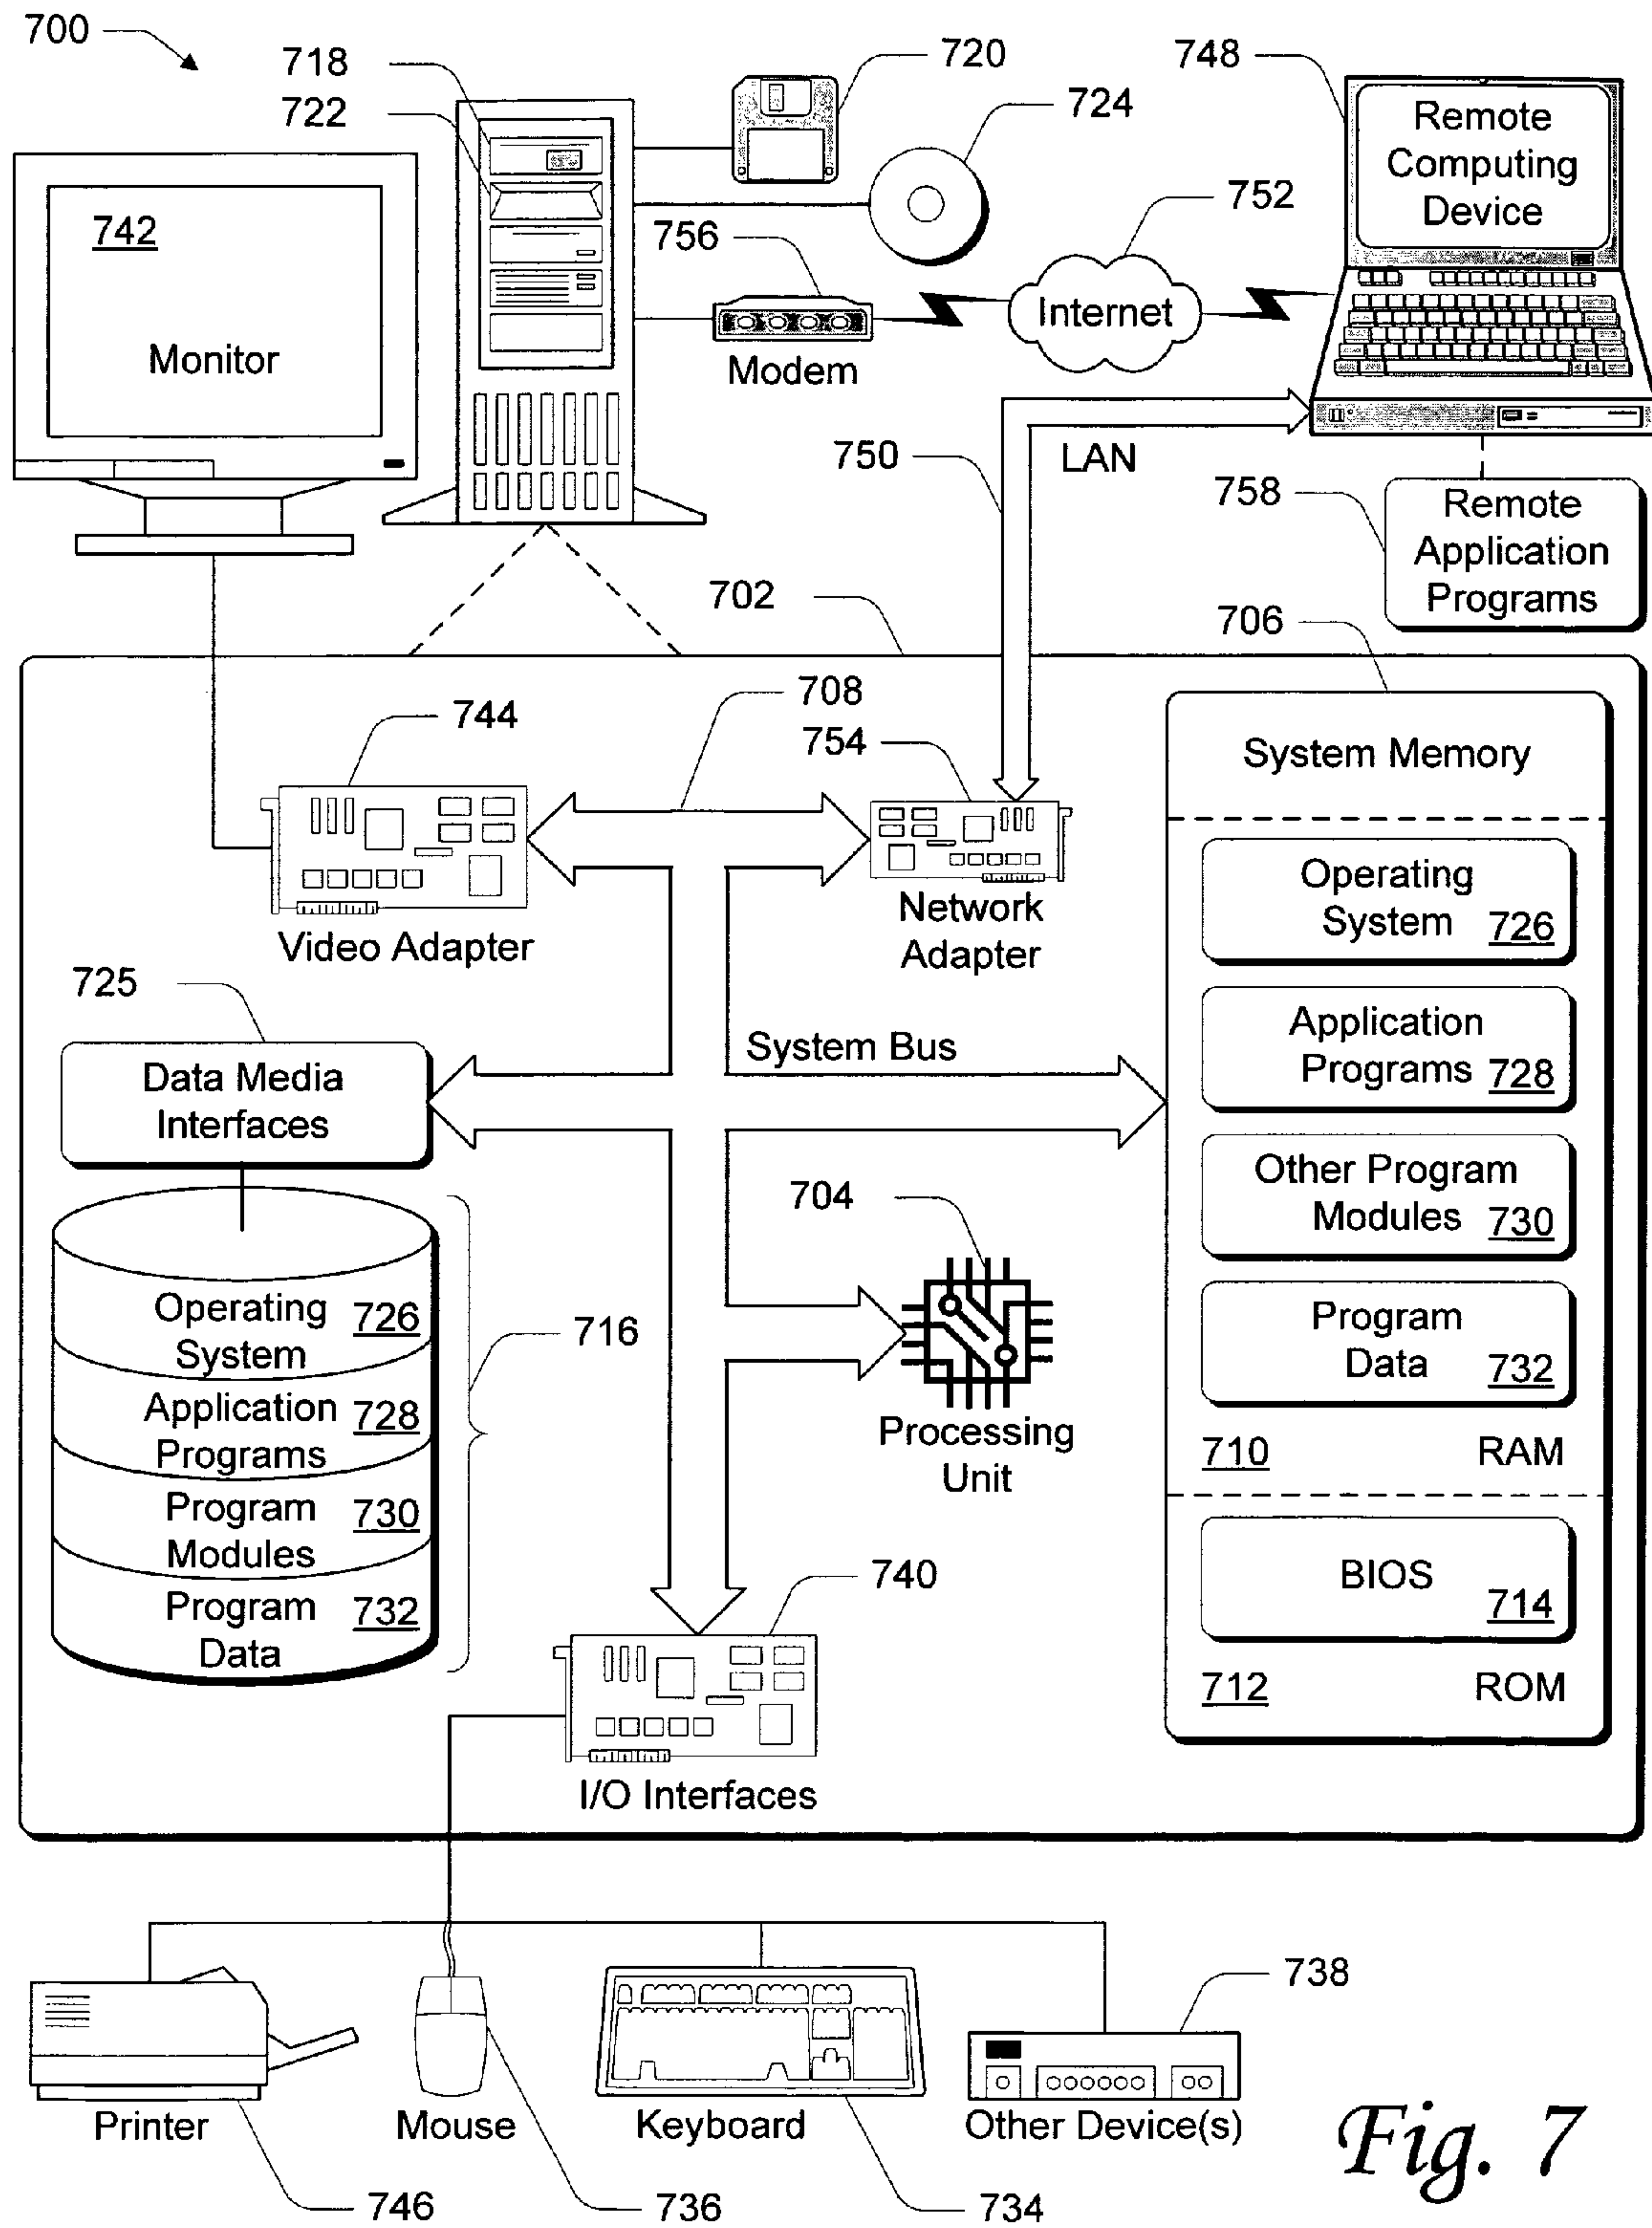 700
718
722
720
724
748
Remote
Computing
Device
742
Monitor
756
Modem
752
Internet
750
LAN
758
Remote
Application
Programs
702
706
708
744
754
Video Adapter
Network
Adapter
System Memory
Operating
System 726
Application
Programs 728
Other Program
Modules 730
Program
Data 732
710 RAM
BIOS
714
712 ROM
725
Data Media
Interfaces
System Bus
704
Processing
Unit
Operating 726
System
Application 728
Programs
Program 730
Modules
Program 732
Data
716
740
I/O Interfaces
738
Printer
Mouse
Keyboard
Other Device(s)
746
736
734
Fig. 7